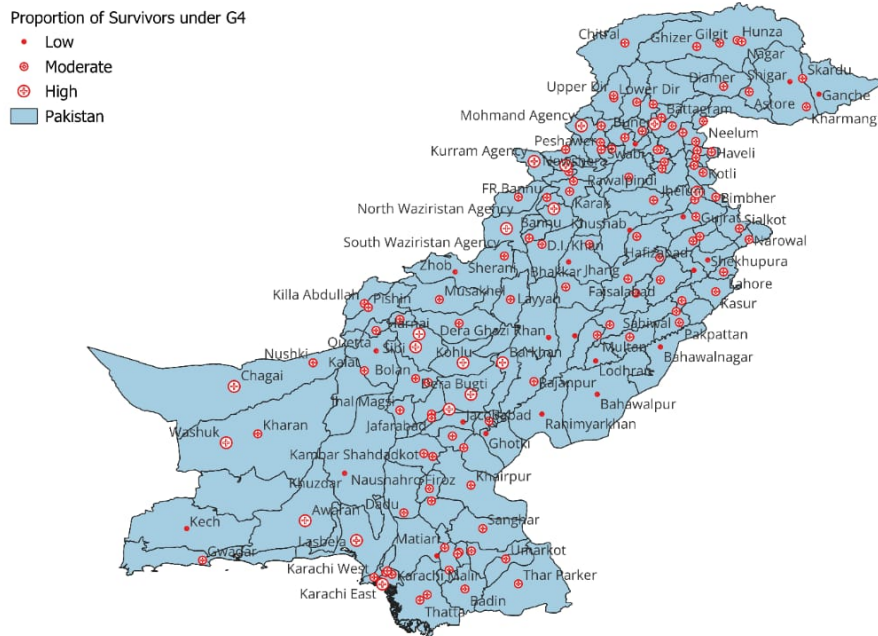 Proportion of Survivors under G4
Low
Moderate
High
Pakistan
Chitral
Ghizer
Gilgit
Hunza
Nagar
Skardu
Diamer
Shigar
Ganche
Upper Dir
Lower Dir
Astore
Kharmang
Battagram
Mohmand Agency
Buner
Neelum
Peshawer
Haveli
Kurram Agency
Nowshera
Swabi
Kotli
Rawalpindi
FR Bannu
Jhelum
Bimbher
North Waziristan Agency
Karak
Bannu
Khushab
Gujrat
Sialkot
South Waziristan Agency
D.I. Khan
Hafizabad
Narowal
Zhob
Sherani
Bhakkar
Jhang
Shekhupura
Killa Abdullah
Pishin
Musakhel
Layyah
Faisalabad
Lahore
Kasur
Harnai
Dera Ghazi Khan
Sahiwal
Pakpattan
Quetta
Sibi
Kohlu
Barkhan
Multan
Bahawalnagar
Nushki
Kalat
Lodhran
Chagai
Bolan
Dera Bugti
Rajanpur
Bahawalpur
Jhal Magsi
Jacobabad
Washuk
Kharan
Jafarabad
Rahimyarkhan
Ghotki
Kambar Shahdadkot
Khuzdar
Naushahro Firoz
Khairpur
Awaran
Dadu
Kech
Sanghar
Lasbela
Matiari
Gwadar
Umarkot
Karachi West
Karachi Malir
Thar Parker
Karachi East
Badin
Thatta